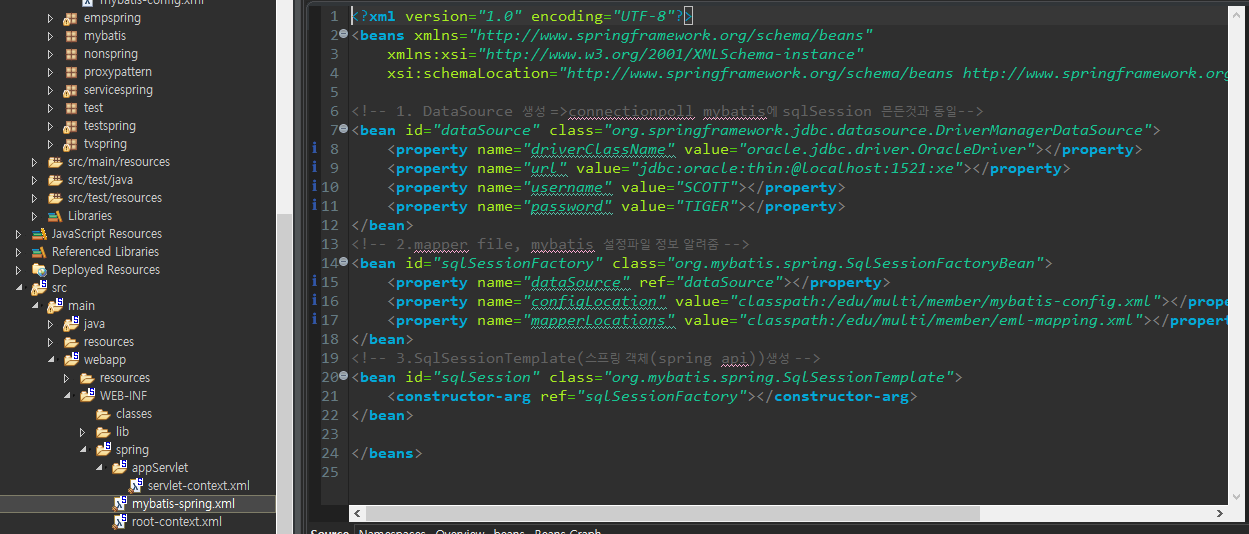 mybatis-config.xml
empspring
mybatis
nonspring
proxypattern
servicespring
test
testspring
tvspring
src/main/resources
src/test/java
src/test/resources
Libraries
JavaScript Resources
Referenced Libraries
Deployed Resources
src
main
java
resources
webapp
resources
WEB-INF
classes
lib
spring
appServlet
servlet-context.xml
mybatis-spring.xml
root-context.xml
1 <?xml version="1.0" encoding="UTF-8"?>
2 <beans xmlns="http://www.springframework.org/schema/beans"
3 xmlns:xsi="http://www.w3.org/2001/XMLSchema-instance"
4 xsi:schemaLocation="http://www.springframework.org/schema/beans http://www.springframework.org
5
6 <!-- 1. DataSource 생성 =>connectionpoll mybatis에 sqlSession 만든것과 동일-->
7 <bean id="dataSource" class="org.springframework.jdbc.datasource.DriverManagerDataSource">
8 <property name="driverClassName" value="oracle.jdbc.driver.OracleDriver"></property>
9 <property name="url" value="jdbc:oracle:thin:@localhost:1521:xe"></property>
10 <property name="username" value="SCOTT"></property>
11 <property name="password" value="TIGER"></property>
12 </bean>
13 <!-- 2.mapper file, mybatis 설정파일 정보 알려줌 -->
14 <bean id="sqlSessionFactory" class="org.mybatis.spring.SqlSessionFactoryBean">
15 <property name="dataSource" ref="dataSource"></property>
16 <property name="configLocation" value="classpath:/edu/multi/member/mybatis-config.xml"></prope
17 <property name="mapperLocations" value="classpath:/edu/multi/member/eml-mapping.xml"></property
18 </bean>
19 <!-- 3.SqlSessionTemplate(스프링 객체(spring api))생성 -->
20 <bean id="sqlSession" class="org.mybatis.spring.SqlSessionTemplate">
21 <constructor-arg ref="sqlSessionFactory"></constructor-arg>
22 </bean>
23
24 </beans>
25
Source Namespaces Overview beans Beans Graph